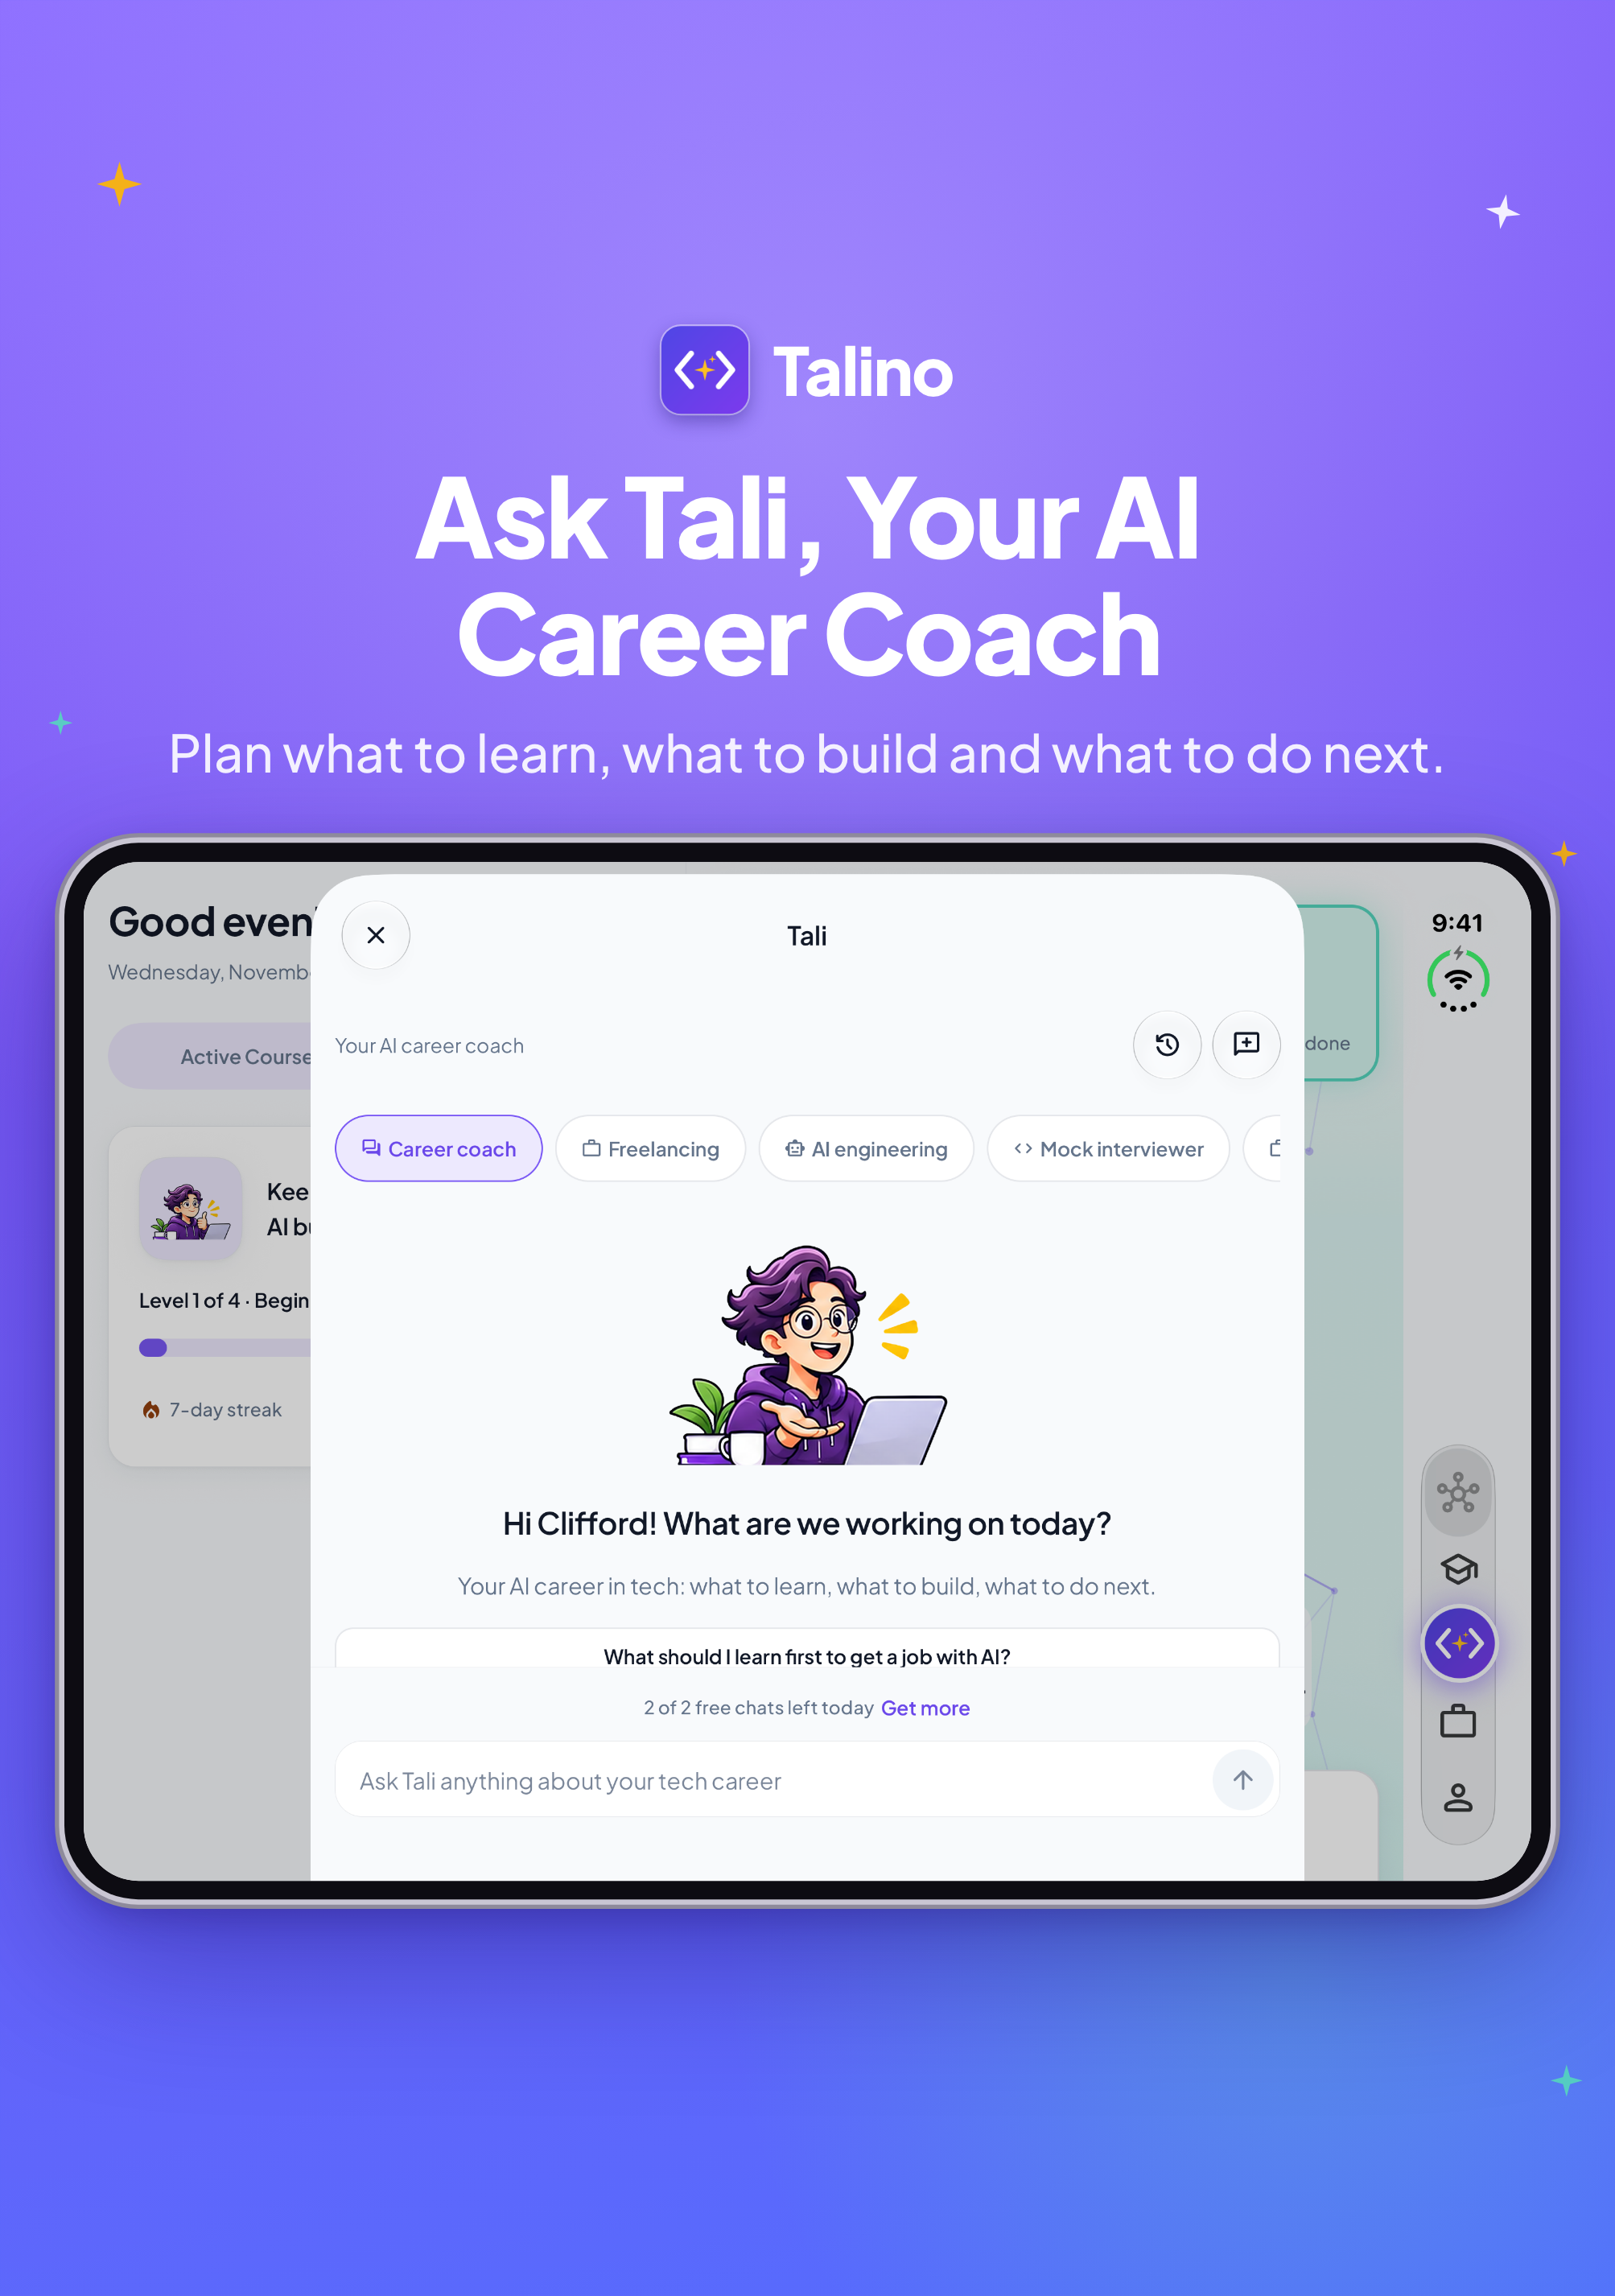 Talino
Ask Tali, Your AI
Career Coach
Plan what to learn, what to build and what to do next.
Good even
Wednesday, Novemb
Active Course
Kee
AI bu
Level 1 of 4 · Begin
7-day streak
Tali
Your AI career coach
Career coach
Freelancing
AI engineering
Mock interviewer
Hi Clifford! What are we working on today?
Your AI career in tech: what to learn, what to build, what to do next.
What should I learn first to get a job with AI?
2 of 2 free chats left today Get more
Ask Tali anything about your tech career
done
9:41